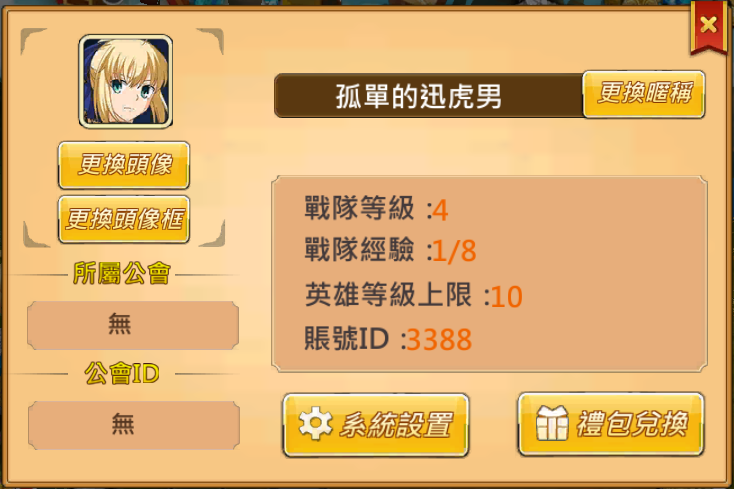 孤單的迅虎男
更換暱稱
更換頭像
更換頭像框
所屬公會
無
公會ID
無
戰隊等級 :4
戰隊經驗 :1/8
英雄等級上限 :10
賬號ID :3388
系統設置
禮包兌換